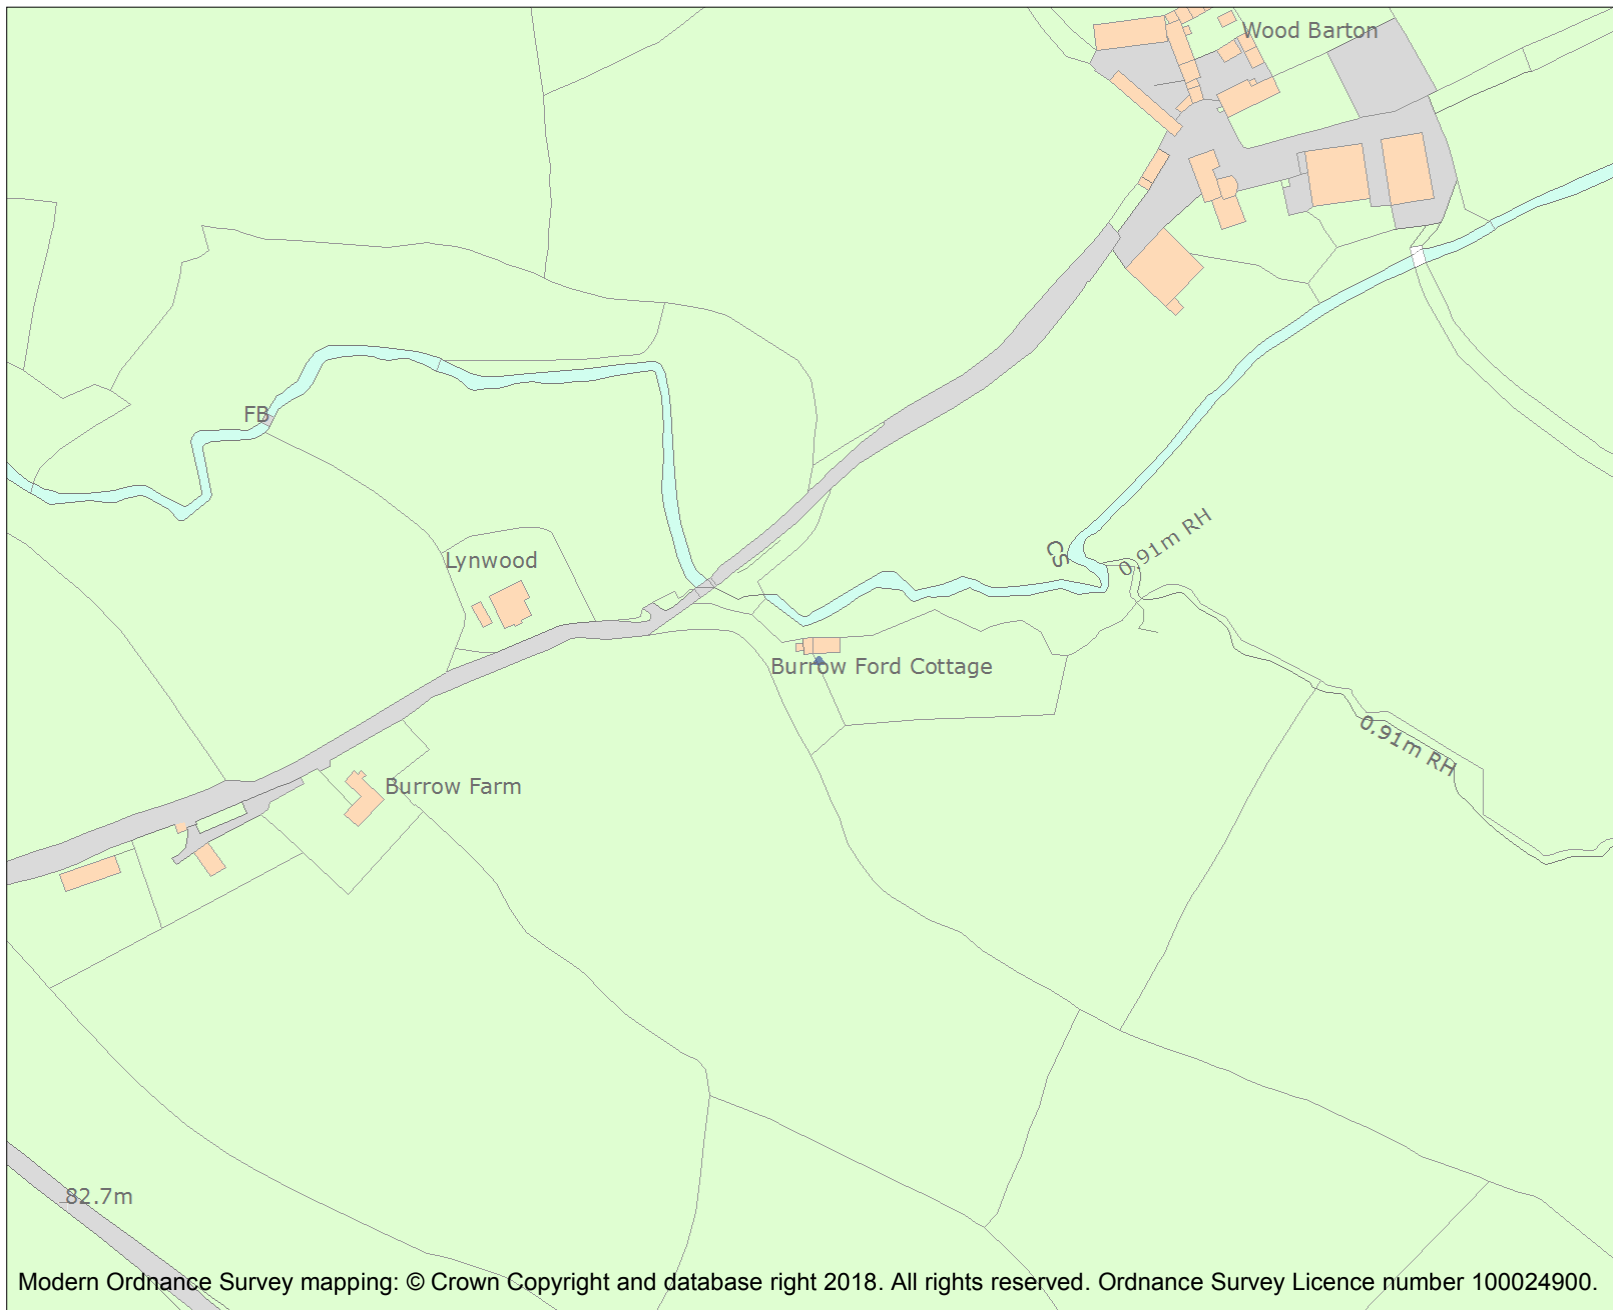 Wood Barton
FB
CS
0.91m RH
Lynwood
Burrow Ford Cottage
0.91m RH
Burrow Farm
82.7m
Modern Ordnance Survey mapping: © Crown Copyright and database right 2018. All rights reserved. Ordnance Survey Licence number 100024900.